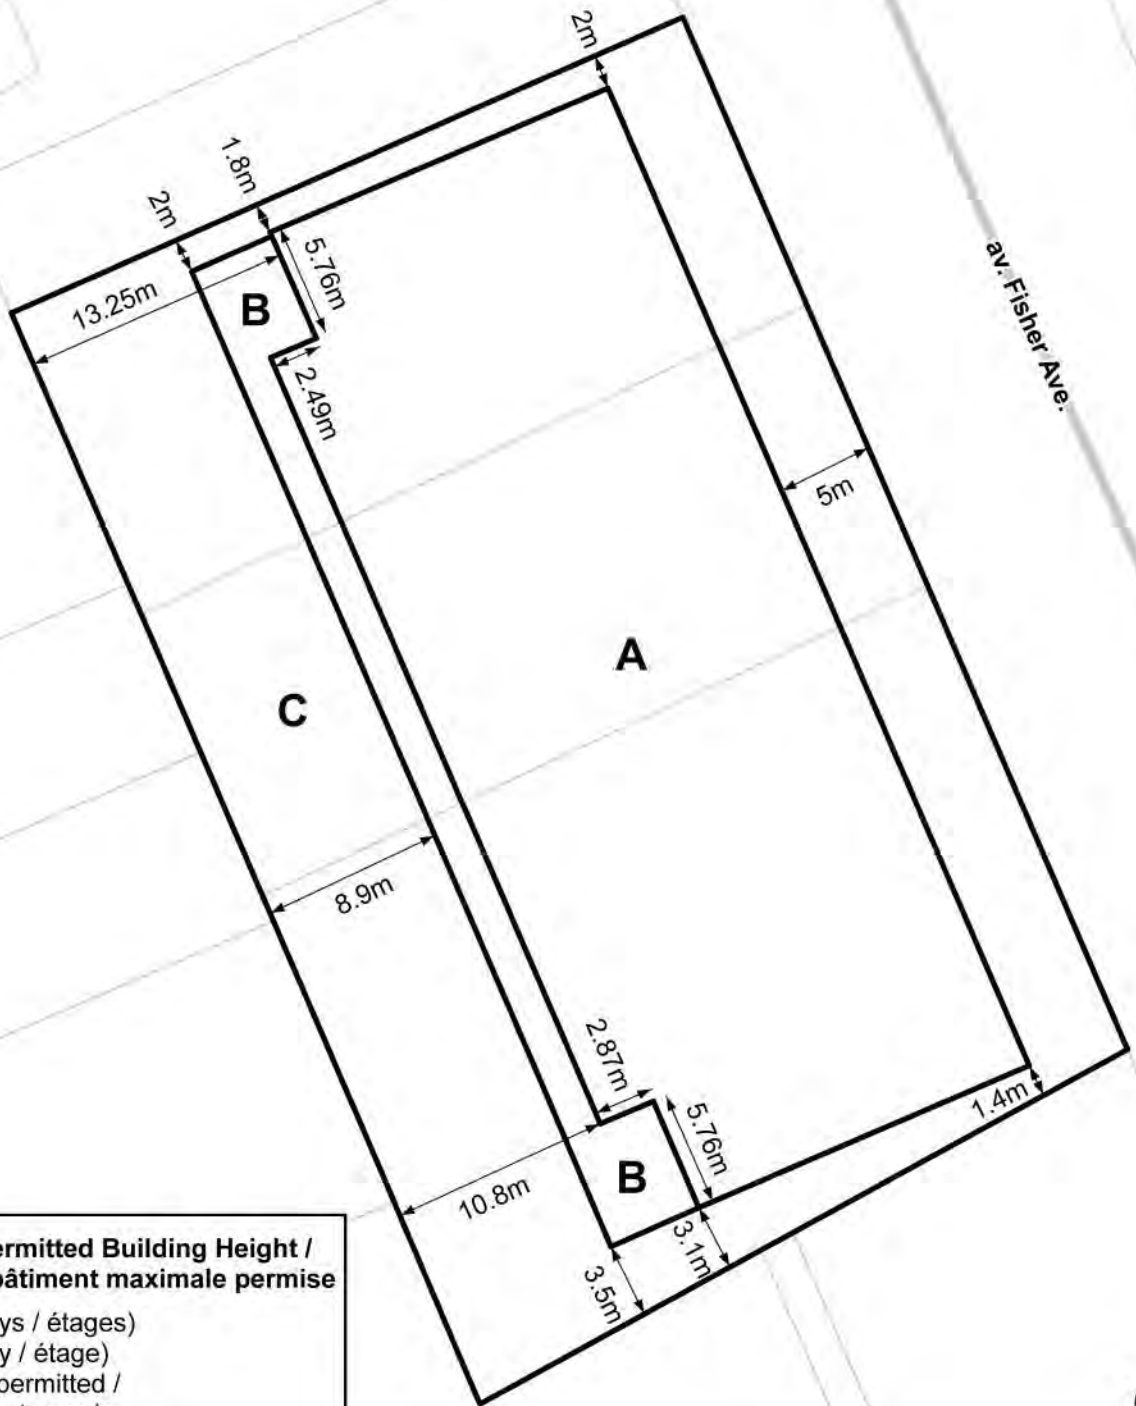 2m
1.8m
2m
5.76m
13.25m
B
2.49m
av. Fisher Ave.
5m
A
C
8.9m
2.87m
5.76m
1.4m
B
10.8m
3.1m
3.5m
ermitted Building Height /
bâtiment maximale permise
ys / étages)
y / étage)
permitted /